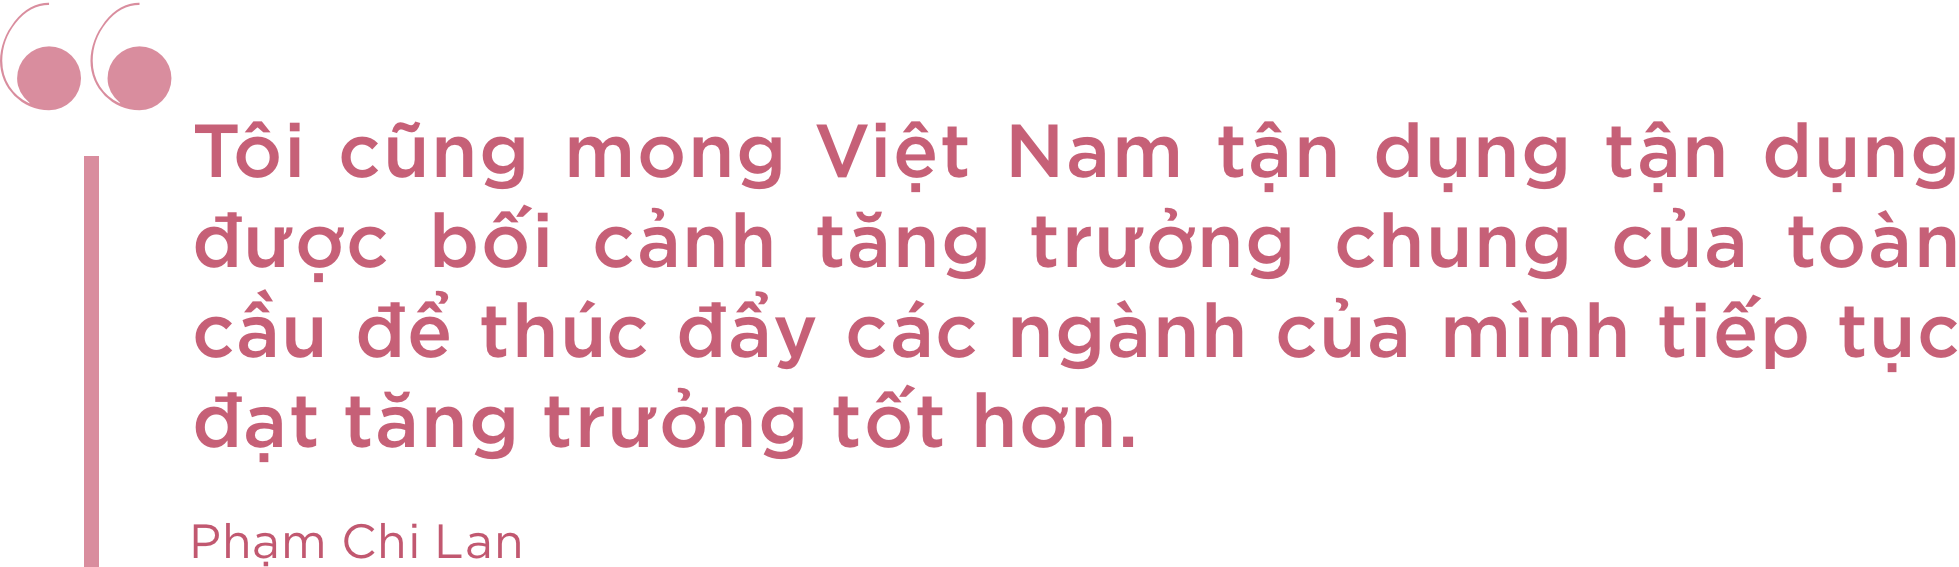 Tôi cũng mong Việt Nam tận dụng tận dụng
được bối cảnh tăng trưởng chung của toàn
cầu để thúc đẩy các ngành của mình tiếp tục
đạt tăng trưởng tốt hơn.
Phạm Chi Lan